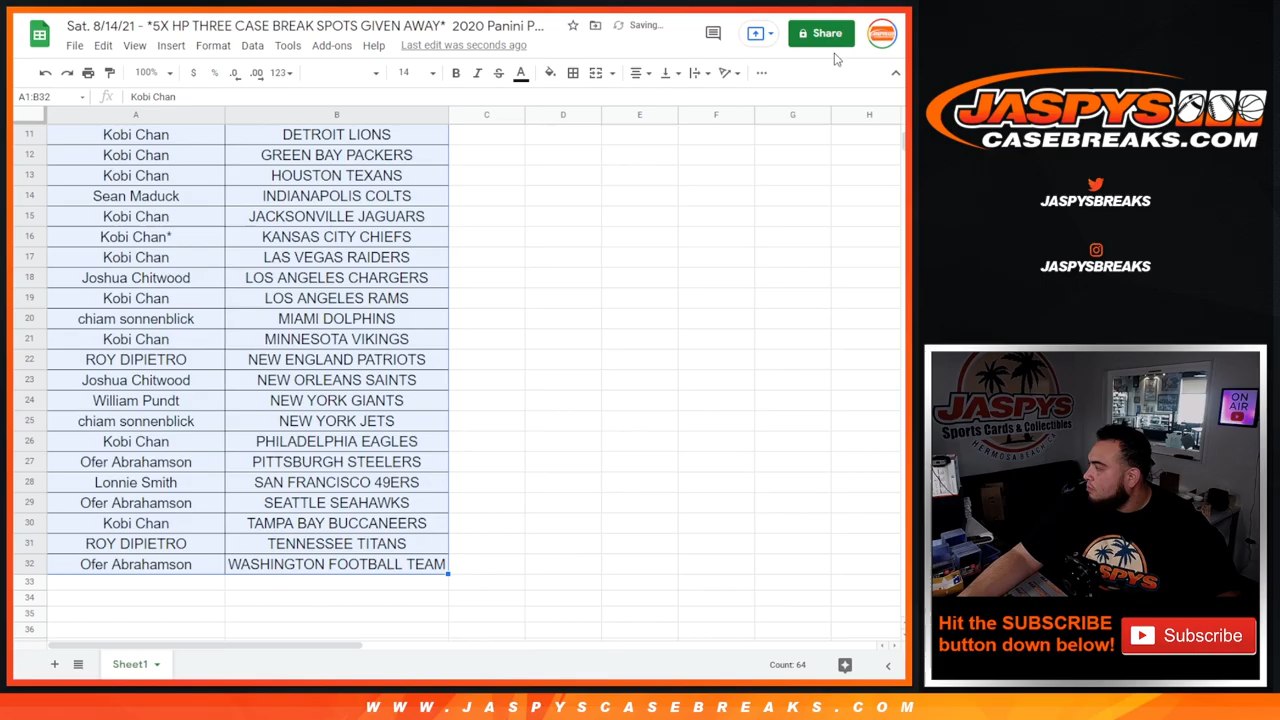 Sat. 8/14/21 - *5X HP THREE CASE BREAK SPOTS GIVEN AWAY* 2020 Panini P...
Saving...
Share
File Edit View Insert Format Data Tools Add-ons Help Last edit was seconds ago
100% $ % .0 .00 123 14 B I S A
A1:B32 fx Kobi Chan
A B C D E F G H
11 Kobi Chan DETROIT LIONS
12 Kobi Chan GREEN BAY PACKERS
13 Kobi Chan HOUSTON TEXANS
14 Sean Maduck INDIANAPOLIS COLTS
15 Kobi Chan JACKSONVILLE JAGUARS
16 Kobi Chan* KANSAS CITY CHIEFS
17 Kobi Chan LAS VEGAS RAIDERS
18 Joshua Chitwood LOS ANGELES CHARGERS
19 Kobi Chan LOS ANGELES RAMS
20 chiam sonnenblick MIAMI DOLPHINS
21 Kobi Chan MINNESOTA VIKINGS
22 ROY DIPIETRO NEW ENGLAND PATRIOTS
23 Joshua Chitwood NEW ORLEANS SAINTS
24 William Pundt NEW YORK GIANTS
25 chiam sonnenblick NEW YORK JETS
26 Kobi Chan PHILADELPHIA EAGLES
27 Ofer Abrahamson PITTSBURGH STEELERS
28 Lonnie Smith SAN FRANCISCO 49ERS
29 Ofer Abrahamson SEATTLE SEAHAWKS
30 Kobi Chan TAMPA BAY BUCCANEERS
31 ROY DIPIETRO TENNESSEE TITANS
32 Ofer Abrahamson WASHINGTON FOOTBALL TEAM
33
34
35
36
Sheet1
Count: 64
JASPYS
CASEBREAKS.COM
JASPYSBREAKS
JASPYSBREAKS
JASPYS
Sports Cards & Collectibles
HERMOSA BEACH, CA
ON
AIR
JASPYS
Hit the SUBSCRIBE
button down below!
Subscribe
WWW.JASPYSCASEBREAKS.COM